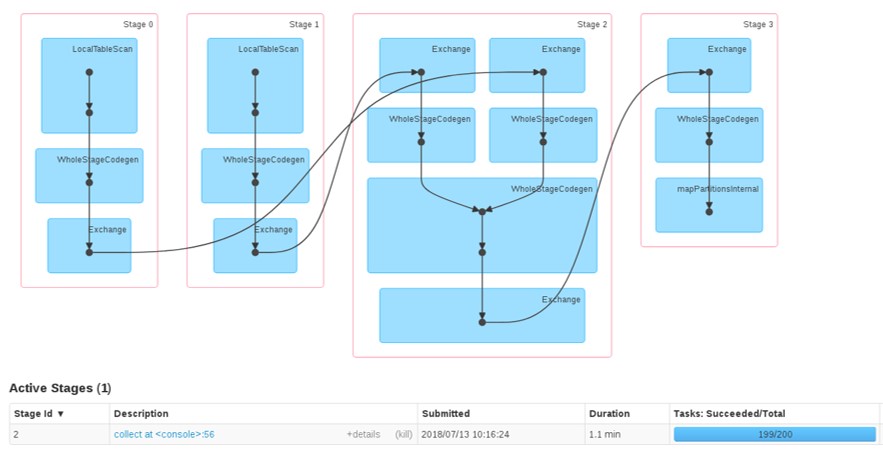 Stage 0
Stage 1
Stage 2
Stage 3
LocalTableScan
LocalTableScan
Exchange
Exchange
Exchange
WholeStageCodegen
WholeStageCodegen
WholeStageCodegen
WholeStageCodegen
WholeStageCodegen
WholeStageCodegen
WholeStageCodegen
mapPartitionsInternal
Exchange
Exchange
Exchange
Active Stages (1)
Stage Id ▼ Description Submitted Duration Tasks: Succeeded/Total
2 collect at <console>:56 +details (kill) 2018/07/13 10:16:24 1.1 min 199/200